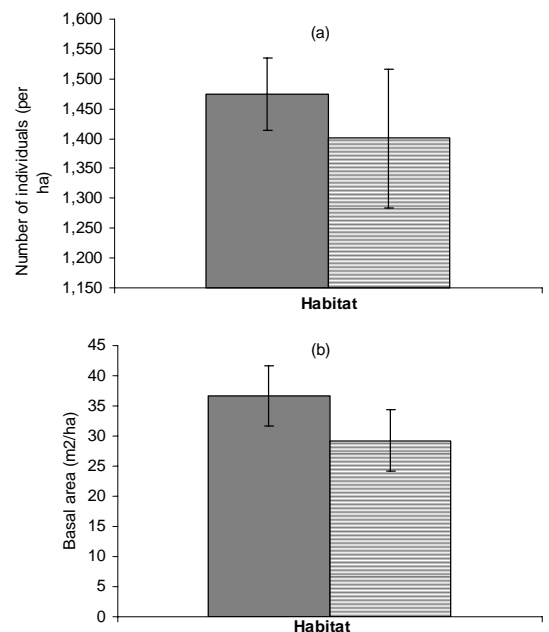 (a)
Number of individuals (per
ha)
1,600
1,550
1,500
1,450
1,400
1,350
1,300
1,250
1,200
1,150
Habitat
(b)
Basal area (m2/ha)
45
40
35
30
25
20
15
10
5
0
Habitat